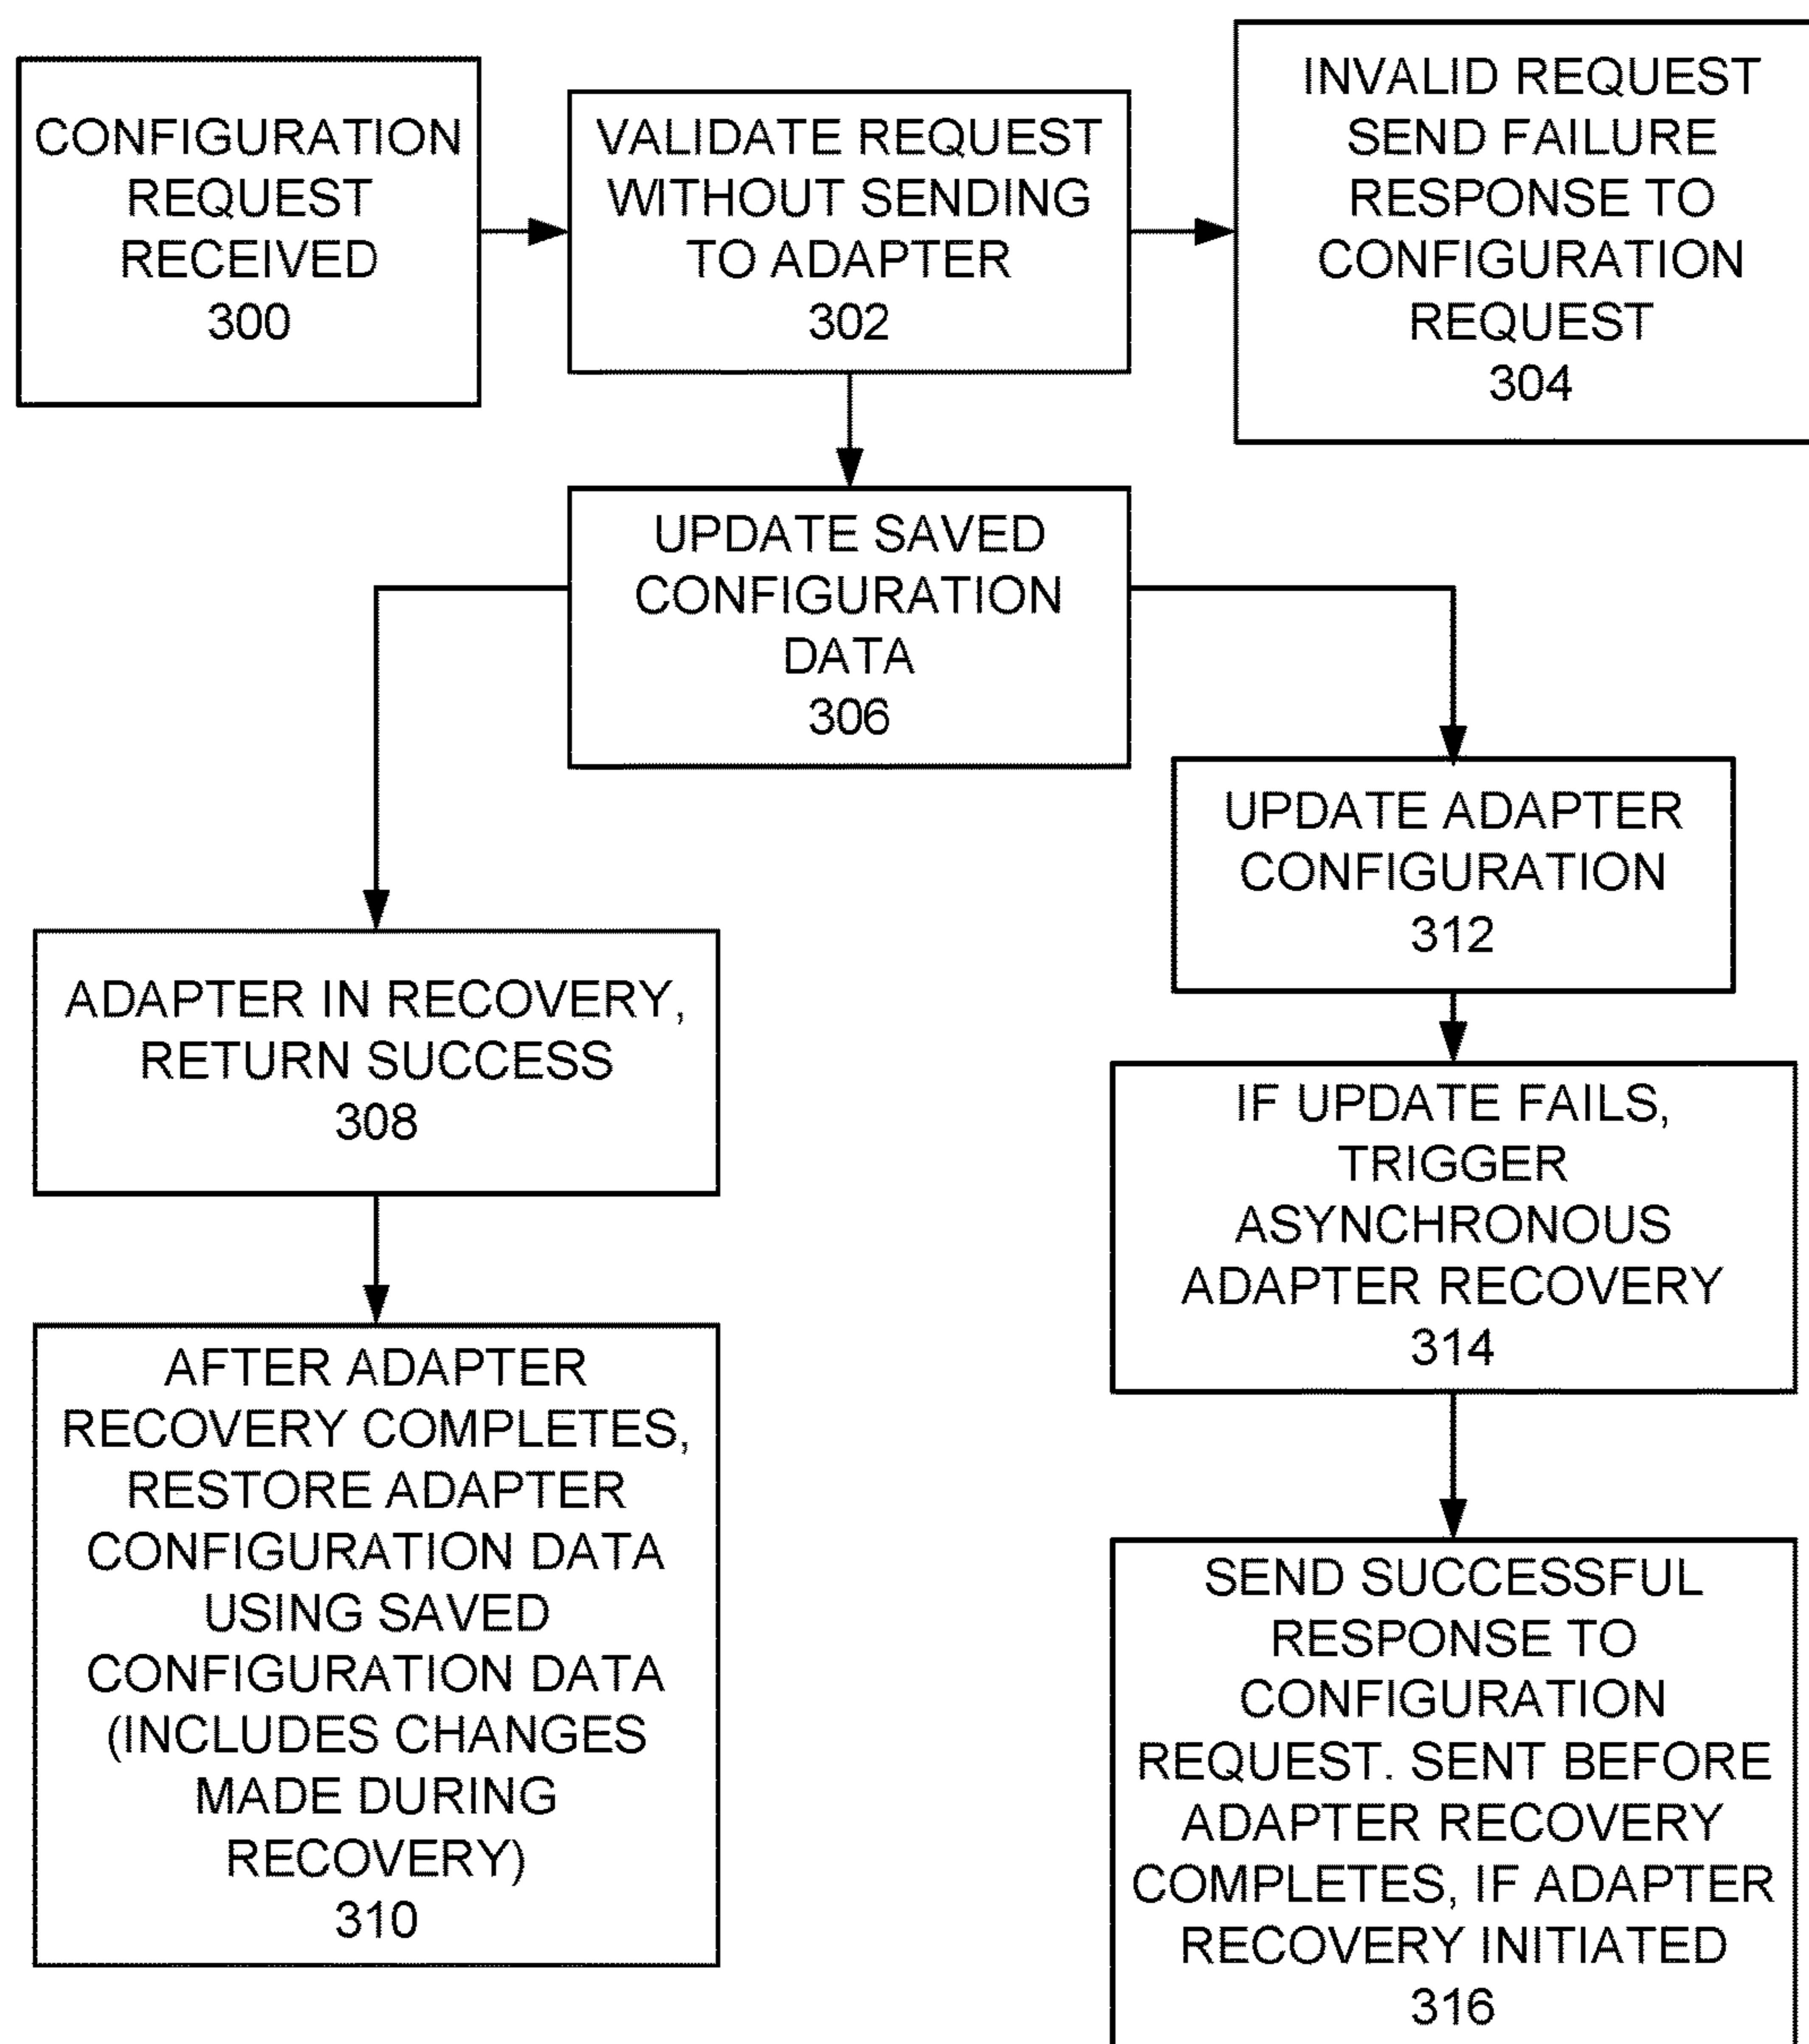 CONFIGURATION
REQUEST
RECEIVED
300
VALIDATE REQUEST
WITHOUT SENDING
TO ADAPTER
302
INVALID REQUEST
SEND FAILURE
RESPONSE TO
CONFIGURATION
REQUEST
304
UPDATE SAVED
CONFIGURATION
DATA
306
ADAPTER IN RECOVERY,
RETURN SUCCESS
308
AFTER ADAPTER
RECOVERY COMPLETES,
RESTORE ADAPTER
CONFIGURATION DATA
USING SAVED
CONFIGURATION DATA
(INCLUDES CHANGES
MADE DURING
RECOVERY)
310
UPDATE ADAPTER
CONFIGURATION
312
IF UPDATE FAILS,
TRIGGER
ASYNCHRONOUS
ADAPTER RECOVERY
314
SEND SUCCESSFUL
RESPONSE TO
CONFIGURATION
REQUEST. SENT BEFORE
ADAPTER RECOVERY
COMPLETES, IF ADAPTER
RECOVERY INITIATED
316